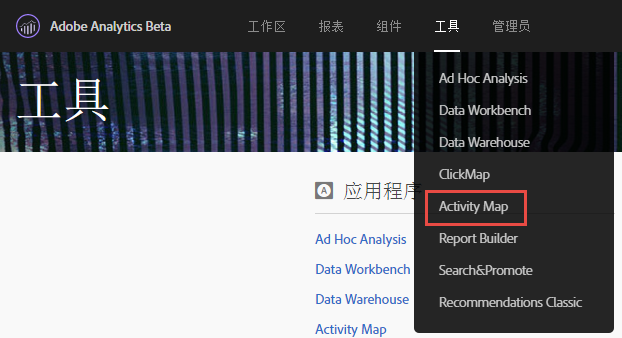 Adobe Analytics Beta 工作区 报表 组件 工具 管理员
工具
Ad Hoc Analysis
Data Workbench
Data Warehouse
ClickMap
Activity Map
Report Builder
Search&Promote
Recommendations Classic
应用程序
Ad Hoc Analysis
Data Workbench
Data Warehouse
Activity Map